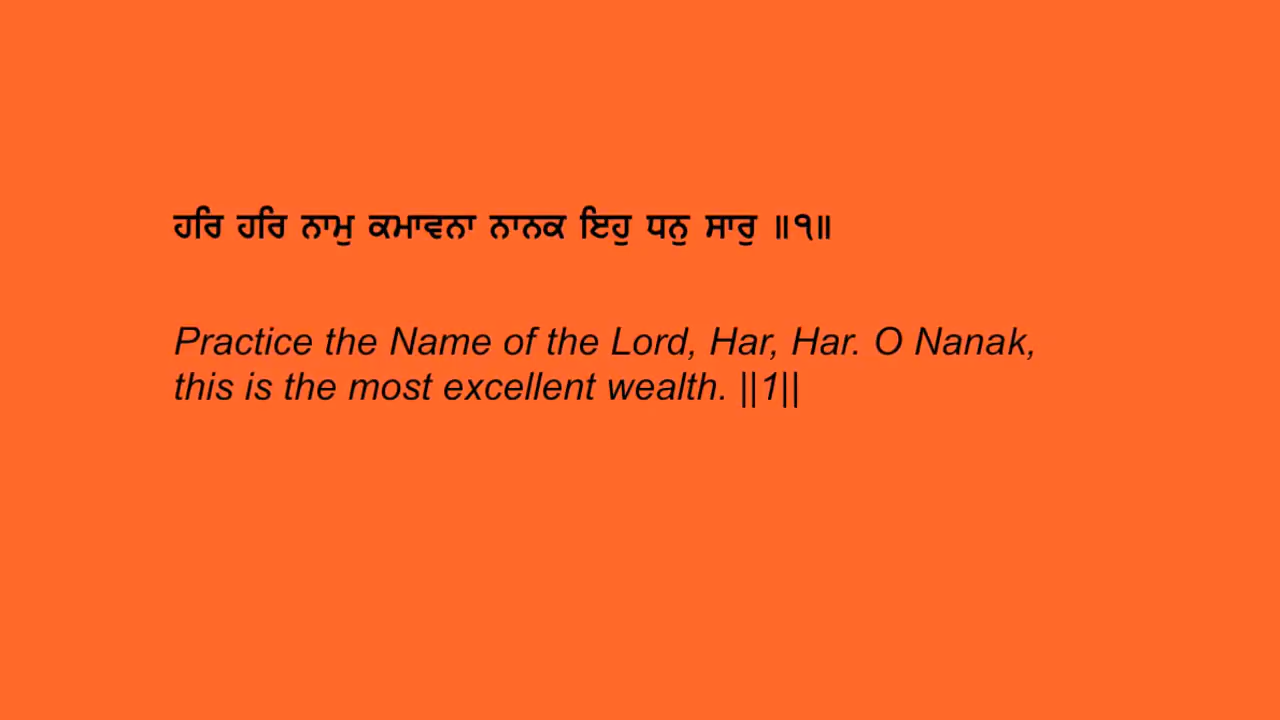 ਹਰਿ ਹਰਿ ਨਾਮੁ ਕਮਾਵਨਾ ਨਾਨਕ ਇਹੁ ਧਨੁ ਸਾਰੁ ॥੧॥
Practice the Name of the Lord, Har, Har. O Nanak,
this is the most excellent wealth. ||1||